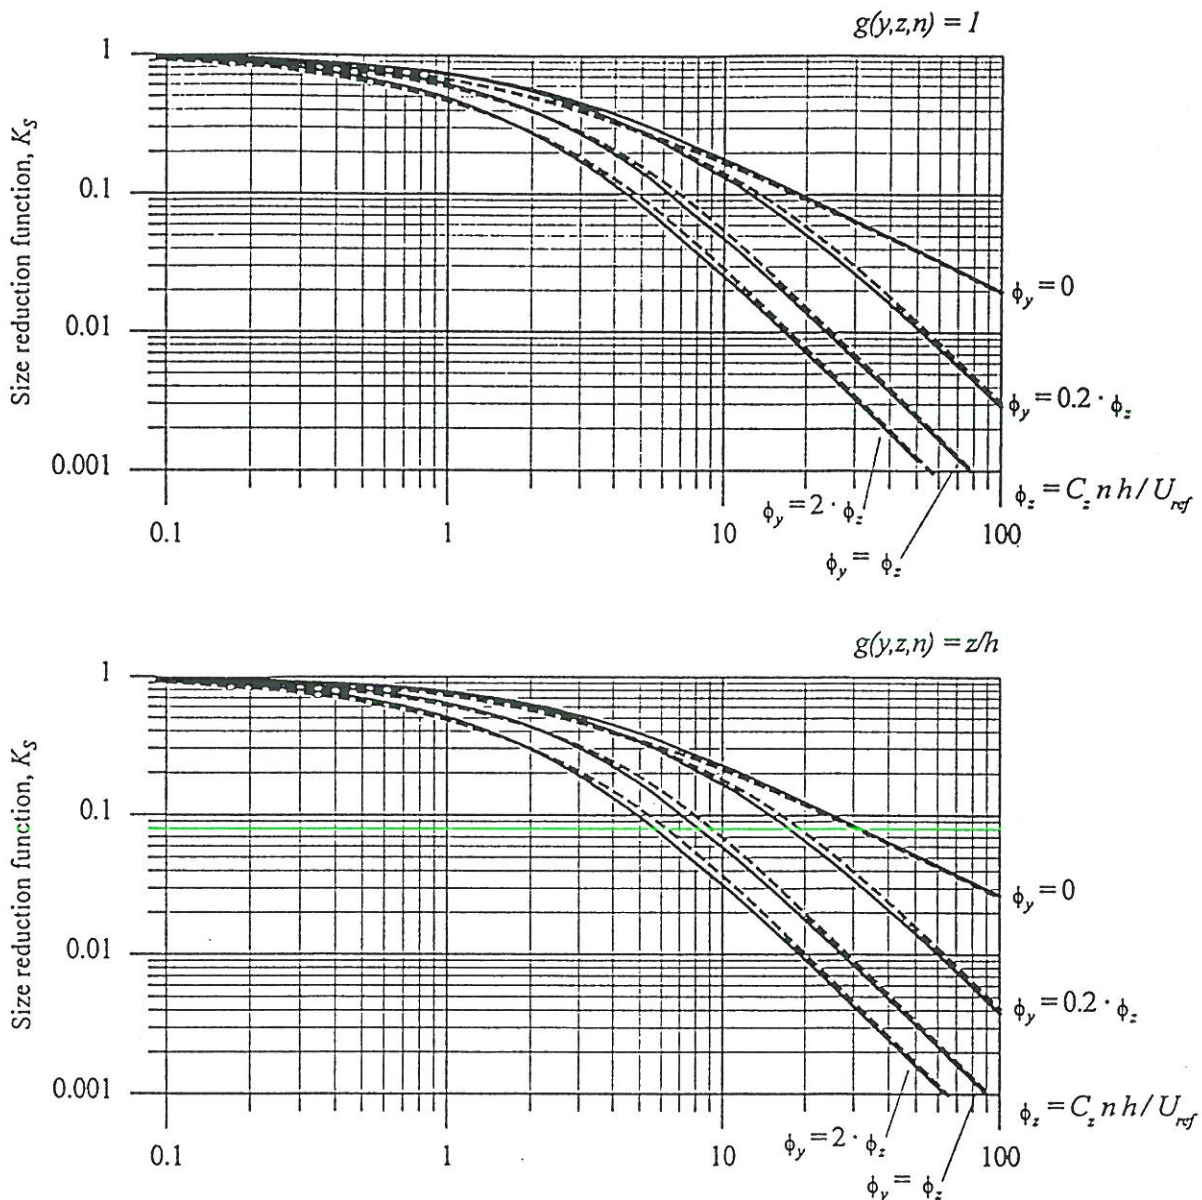 g(y,z,n) = 1
Size reduction function, K_S
1
0.1
0.01
0.001
ϕ_y = 0
ϕ_y = 0.2 · ϕ_z
ϕ_z = C_z n h / U_ref
ϕ_y = 2 · ϕ_z
ϕ_y = ϕ_z
0.1 1 10 100
g(y,z,n) = z/h
Size reduction function, K_S
1
0.1
0.01
0.001
ϕ_y = 0
ϕ_y = 0.2 · ϕ_z
ϕ_z = C_z n h / U_ref
ϕ_y = 2 · ϕ_z
ϕ_y = ϕ_z
0.1 1 10 100